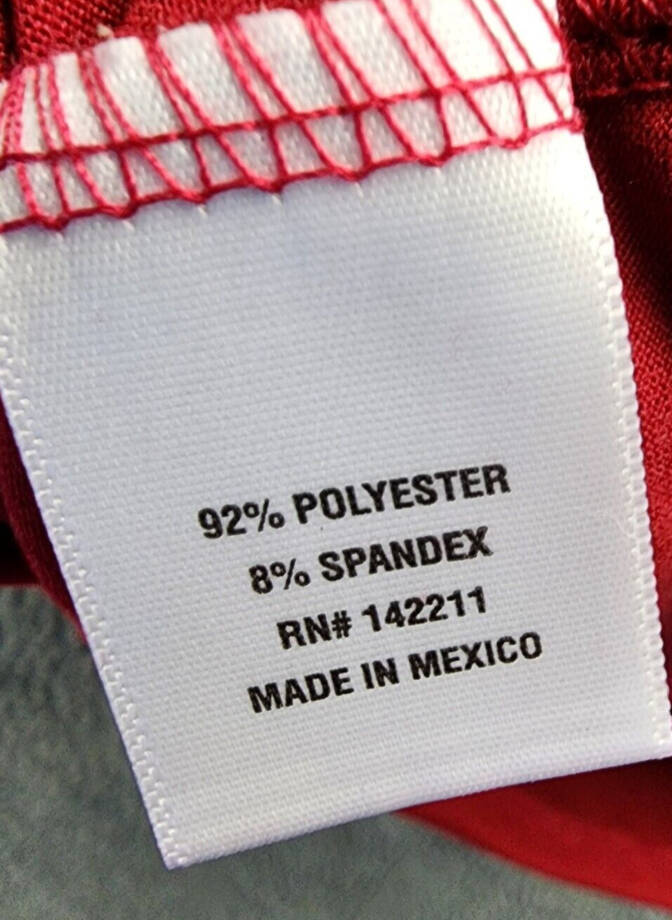 92% POLYESTER
8% SPANDEX
RN# 142211
MADE IN MEXICO